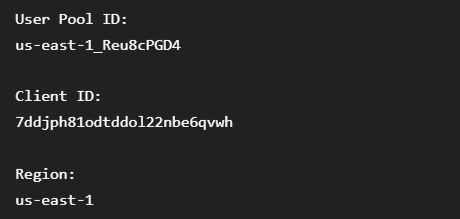 User Pool ID:
us-east-1_Reu8cPGD4
Client ID:
7ddjph81odtddol22nbe6qvwh
Region:
us-east-1